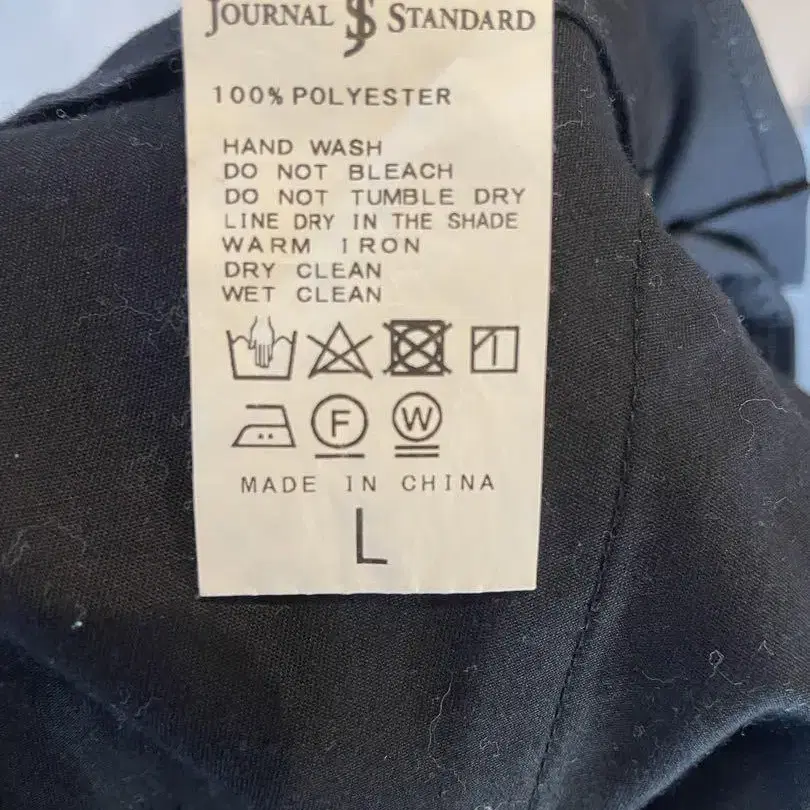 JOURNAL JS STANDARD
100% POLYESTER
HAND WASH
DO NOT BLEACH
DO NOT TUMBLE DRY
LINE DRY IN THE SHADE
WARM IRON
DRY CLEAN
WET CLEAN
F W
MADE IN CHINA
L